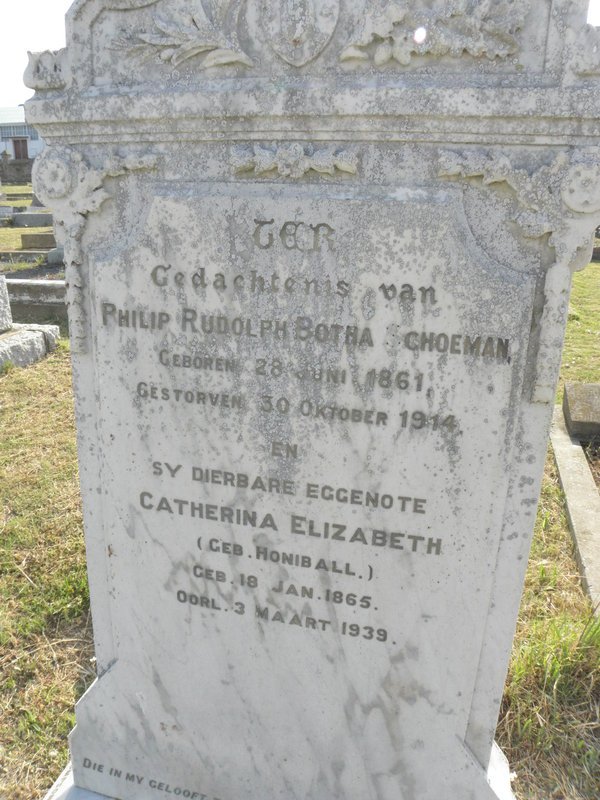 TER
Gedachtenis van
PHILIP RUDOLPH BOTHA SCHOEMAN,
GEBOREN 28 JUNI 1861,
GESTORVEN 30 OKTOBER 1914.
EN
SY DIERBARE EGGENOTE
CATHERINA ELIZABETH
(GEB. HONIBALL.)
GEB. 18 JAN. 1865.
OORL. 3 MAART 1939.
DIE IN MY GELOOFT